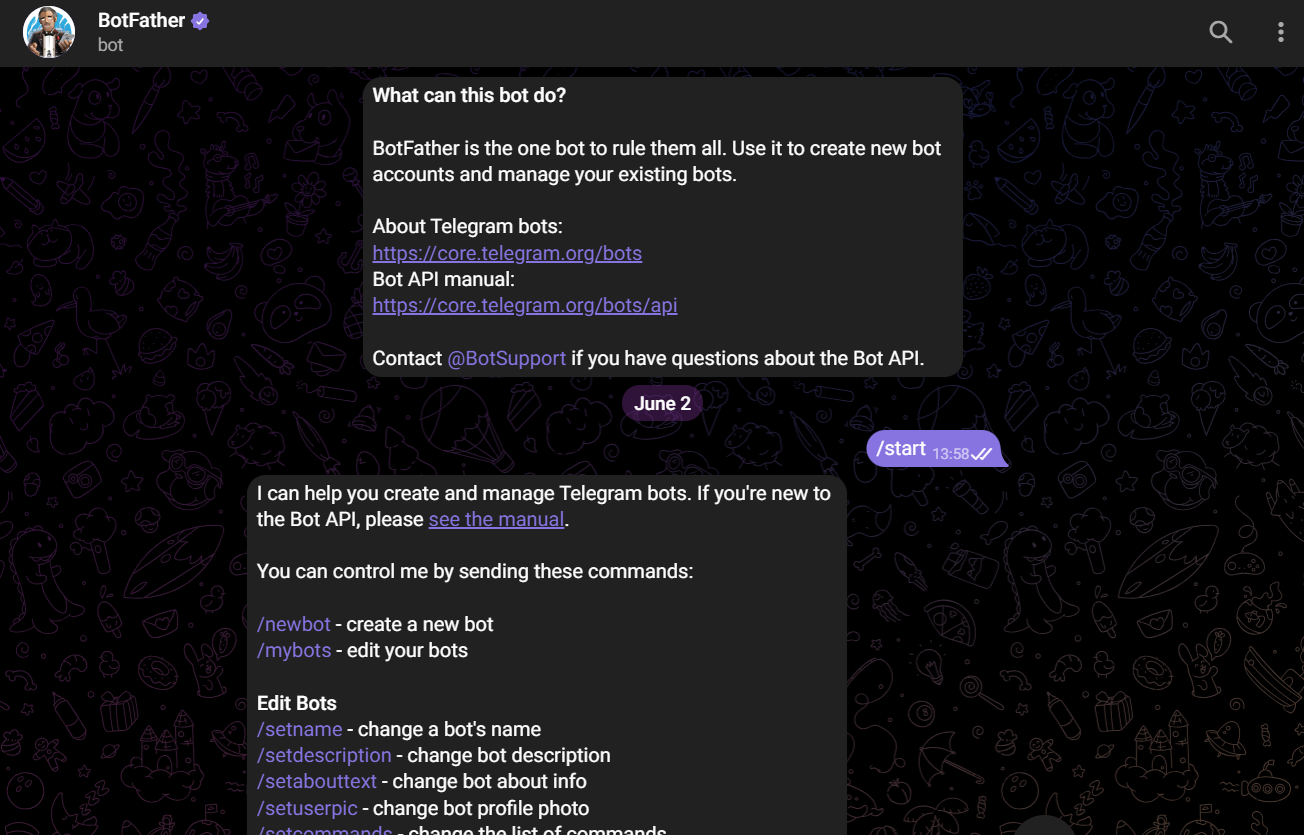 BotFather
bot
What can this bot do?
BotFather is the one bot to rule them all. Use it to create new bot
accounts and manage your existing bots.
About Telegram bots:
https://core.telegram.org/bots
Bot API manual:
https://core.telegram.org/bots/api
Contact @BotSupport if you have questions about the Bot API.
June 2
/start 13:58
I can help you create and manage Telegram bots. If you're new to
the Bot API, please see the manual.
You can control me by sending these commands:
/newbot - create a new bot
/mybots - edit your bots
Edit Bots
/setname - change a bot's name
/setdescription - change bot description
/setabouttext - change bot about info
/setuserpic - change bot profile photo
/setcommands - change the list of commands